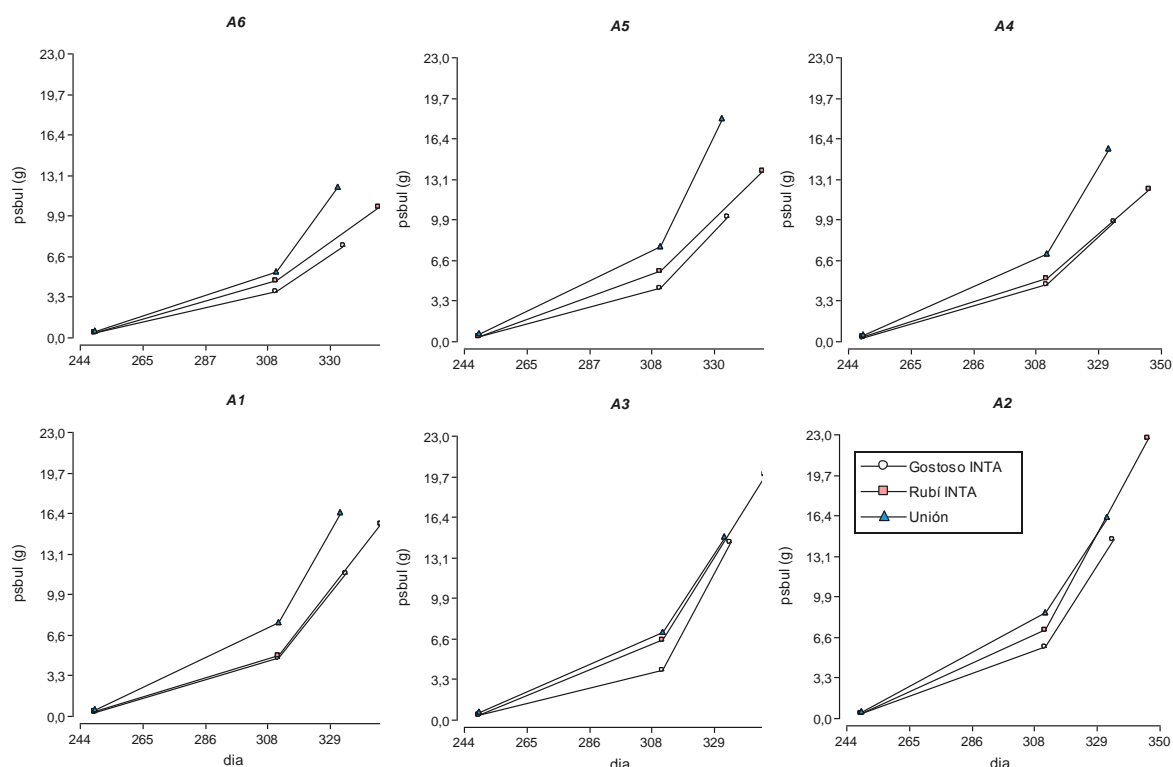 A6
psbul (g)
23,0
19,7
16,4
13,1
9,9
6,6
3,3
0,0
244 265 287 308 330
A5
psbul (g)
23,0
19,7
16,4
13,1
9,9
6,6
3,3
0,0
244 265 287 308 330
A4
psbul (g)
23,0
19,7
16,4
13,1
9,9
6,6
3,3
0,0
244 265 286 308 329 350
A1
psbul (g)
23,0
19,7
16,4
13,1
9,9
6,6
3,3
0,0
244 265 286 308 329
dia
A3
psbul (g)
23,0
19,7
16,4
13,1
9,9
6,6
3,3
0,0
244 265 286 308 329
dia
A2
psbul (g)
23,0
19,7
16,4
13,1
9,9
6,6
3,3
0,0
Gostoso INTA
Rubí INTA
Unión
244 265 286 308 329 350
dia